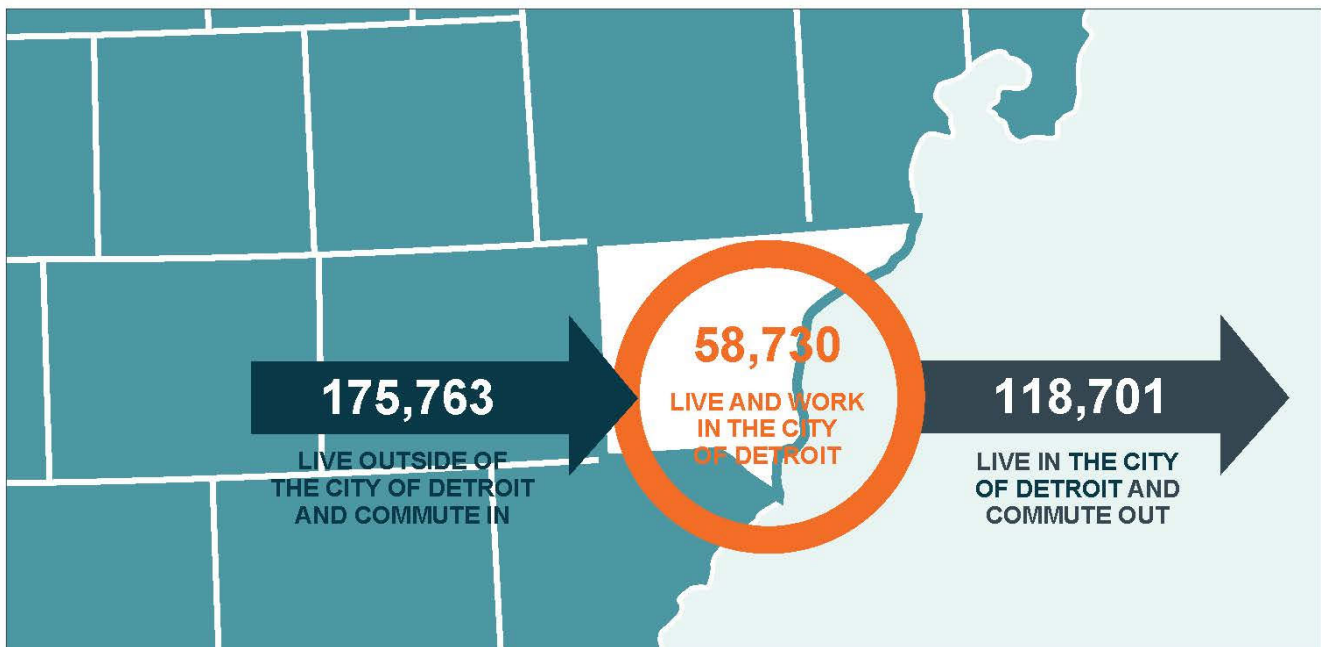 175,763
LIVE OUTSIDE OF
THE CITY OF DETROIT
AND COMMUTE IN
58,730
LIVE AND WORK
IN THE CITY
OF DETROIT
118,701
LIVE IN THE CITY
OF DETROIT AND
COMMUTE OUT